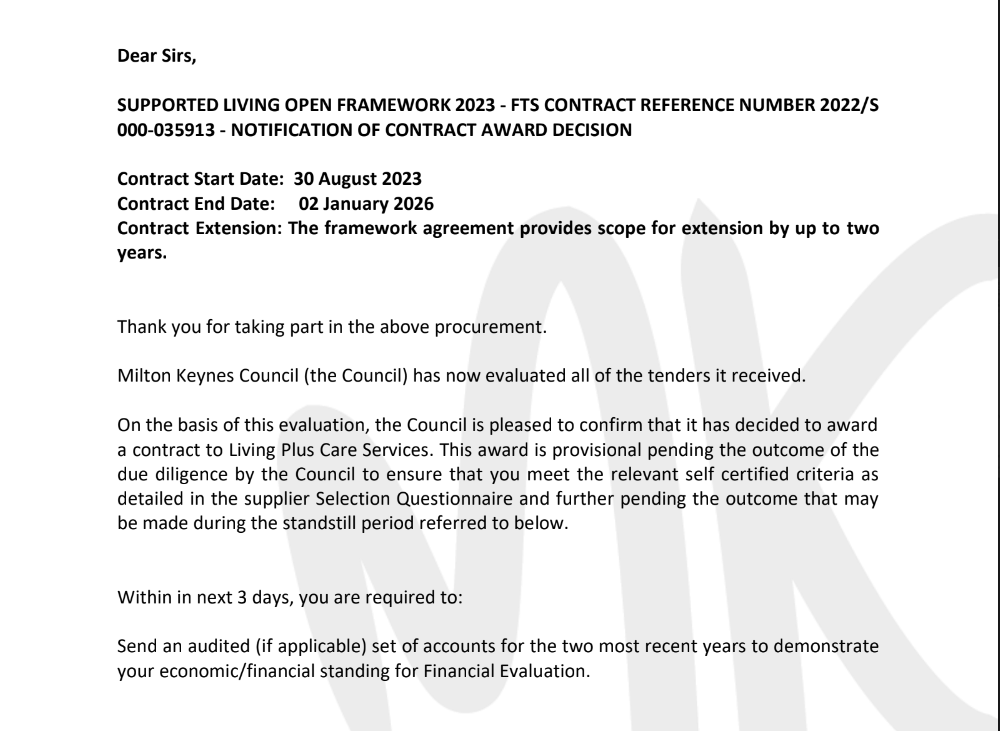 Dear Sirs,
SUPPORTED LIVING OPEN FRAMEWORK 2023 - FTS CONTRACT REFERENCE NUMBER 2022/S
000-035913 - NOTIFICATION OF CONTRACT AWARD DECISION
Contract Start Date: 30 August 2023
Contract End Date: 02 January 2026
Contract Extension: The framework agreement provides scope for extension by up to two
years.
Thank you for taking part in the above procurement.
Milton Keynes Council (the Council) has now evaluated all of the tenders it received.
On the basis of this evaluation, the Council is pleased to confirm that it has decided to award
a contract to Living Plus Care Services. This award is provisional pending the outcome of the
due diligence by the Council to ensure that you meet the relevant self certified criteria as
detailed in the supplier Selection Questionnaire and further pending the outcome that may
be made during the standstill period referred to below.
Within in next 3 days, you are required to:
Send an audited (if applicable) set of accounts for the two most recent years to demonstrate
your economic/financial standing for Financial Evaluation.
MK